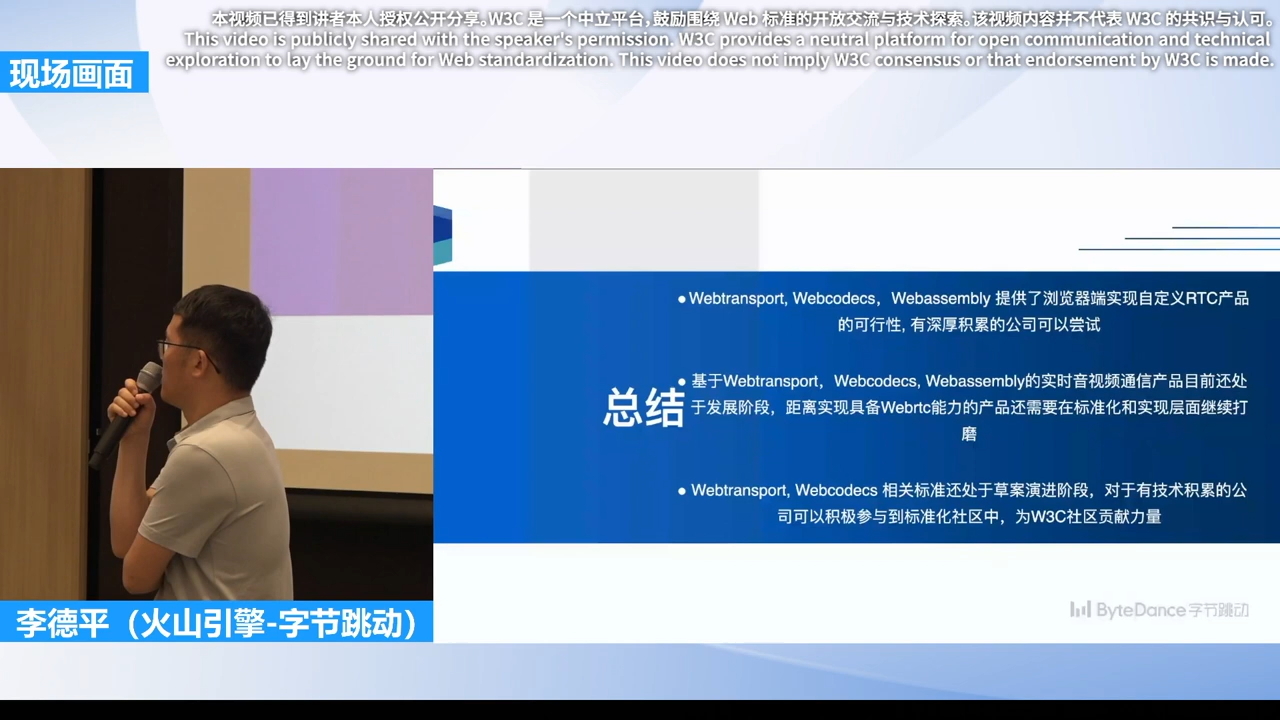 本视频已得到讲者本人授权公开分享。W3C 是一个中立平台，鼓励围绕 Web 标准的开放交流与技术探索。该视频内容并不代表 W3C 的共识与认可。
This video is publicly shared with the speaker's permission. W3C provides a neutral platform for open communication and technical
exploration to lay the ground for Web standardization. This video does not imply W3C consensus or that endorsement by W3C is made.
现场画面
总结
●Webtransport, Webcodecs，Webassembly 提供了浏览器端实现自定义RTC产品
的可行性, 有深厚积累的公司可以尝试
● 基于Webtransport，Webcodecs, Webassembly的实时音视频通信产品目前还处
于发展阶段，距离实现具备Webrtc能力的产品还需要在标准化和实现层面继续打
磨
● Webtransport, Webcodecs 相关标准还处于草案演进阶段，对于有技术积累的公
司可以积极参与到标准化社区中，为W3C社区贡献力量
ByteDance字节跳动
李德平（火山引擎-字节跳动）